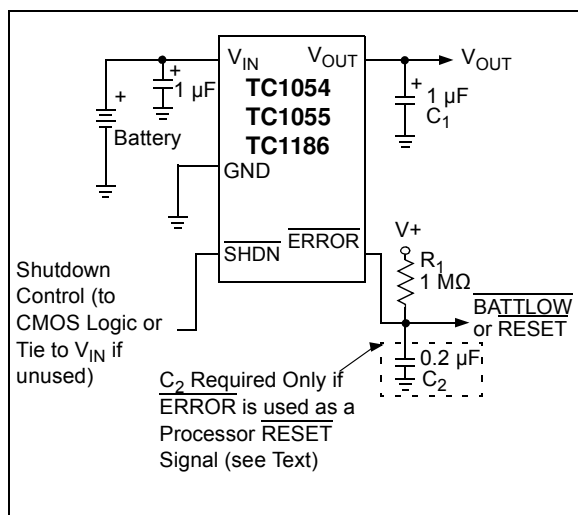 V_IN V_OUT
V_OUT
+
1 µF
+
Battery
TC1054
TC1055
TC1186
+
1 µF
C_1
GND
SHDN ERROR
V+
R_1
1 MΩ
Shutdown
Control (to
CMOS Logic or
Tie to V_IN if
unused)
BATTLOW
or RESET
0.2 µF
C_2
C_2 Required Only if
ERROR is used as a
Processor RESET
Signal (see Text)